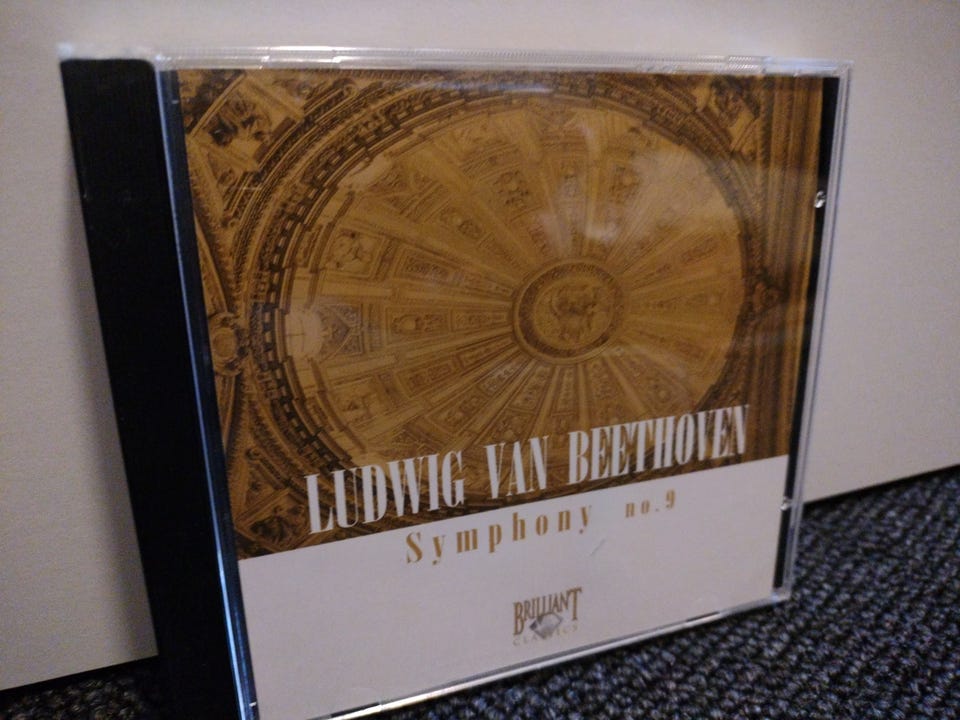 LUDWIG VAN BEETHOVEN
Symphony no.9
BRILLIANT
CLASSICS